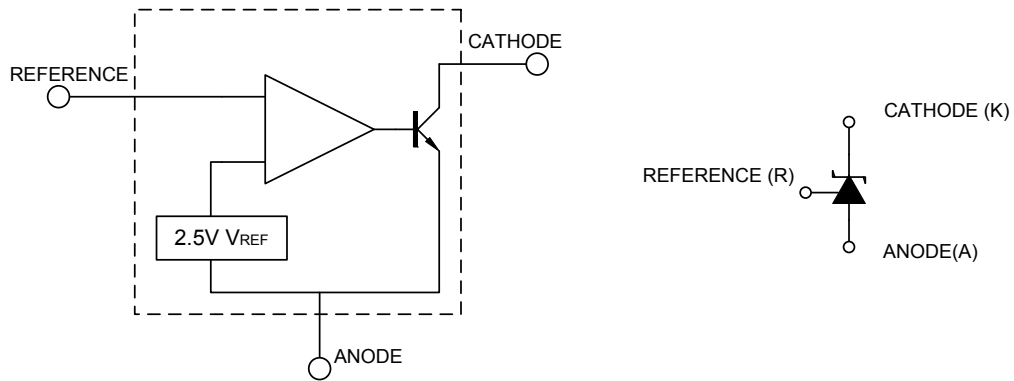 CATHODE
REFERENCE
2.5V VREF
ANODE
CATHODE (K)
REFERENCE (R)
ANODE(A)